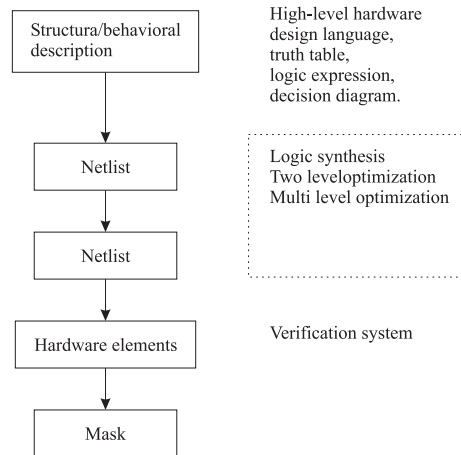 Structura/behavioral
description
High-level hardware
design language,
truth table,
logic expression,
decision diagram.
Netlist
Logic synthesis
Two leveloptimization
Multi level optimization
Netlist
Hardware elements
Verification system
Mask